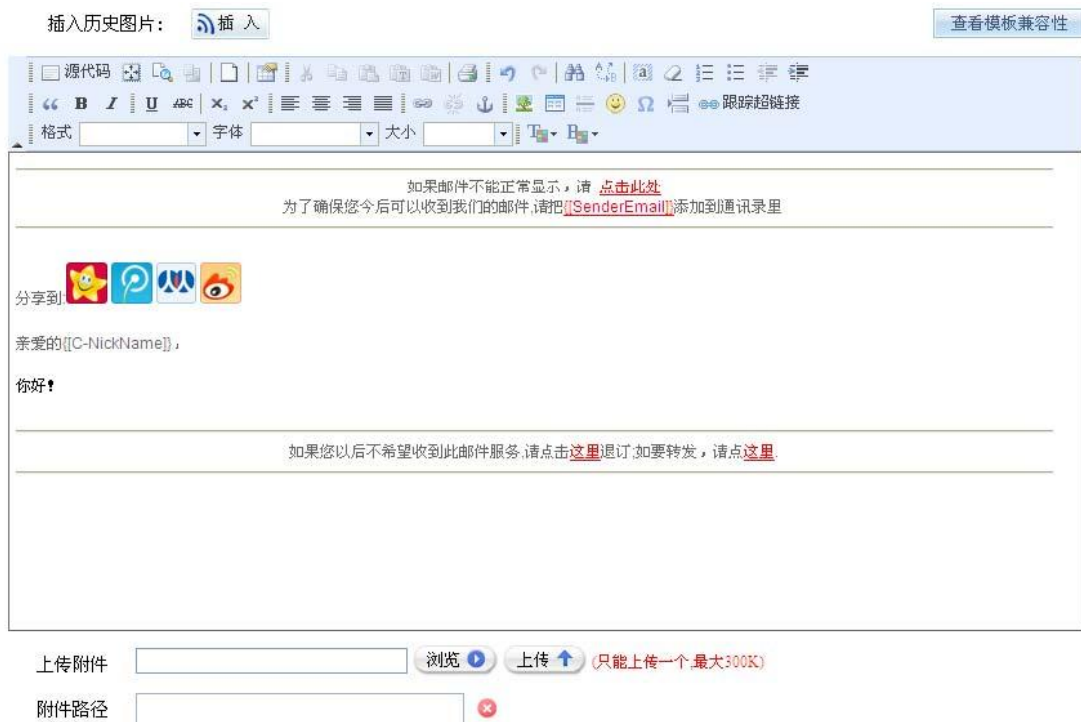 插入历史图片： 插 入 查看模板兼容性
源代码
“ B I U ABC X₂ X² Ω 跟踪超链接
格式 字体 大小
如果邮件不能正常显示，请 点击此处
为了确保您今后可以收到我们的邮件,请把{[SenderEmail]}添加到通讯录里
分享到:
亲爱的{[C-NickName]}，
你好！
如果您以后不希望收到此邮件服务,请点击这里退订;如要转发，请点这里.
上传附件 浏览 上传 (只能上传一个,最大300K)
附件路径